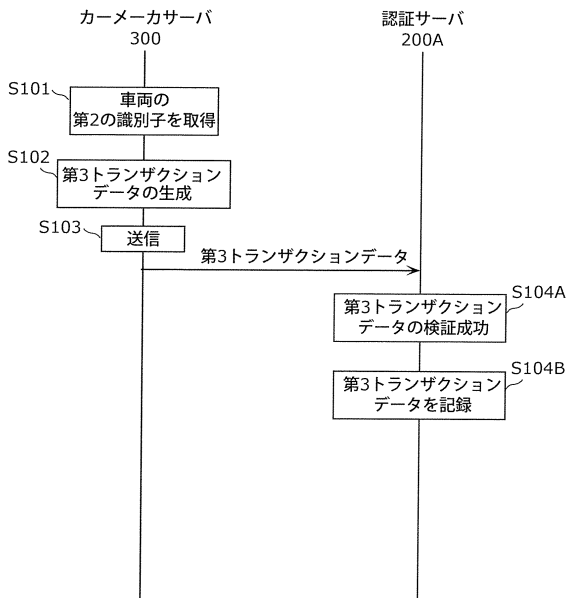 カーメーカサーバ
300
認証サーバ
200A
S101
車両の
第2の識別子を取得
S102
第3トランザクション
データの生成
S103
送信
第3トランザクションデータ
S104A
第3トランザクション
データの検証成功
S104B
第3トランザクション
データを記録